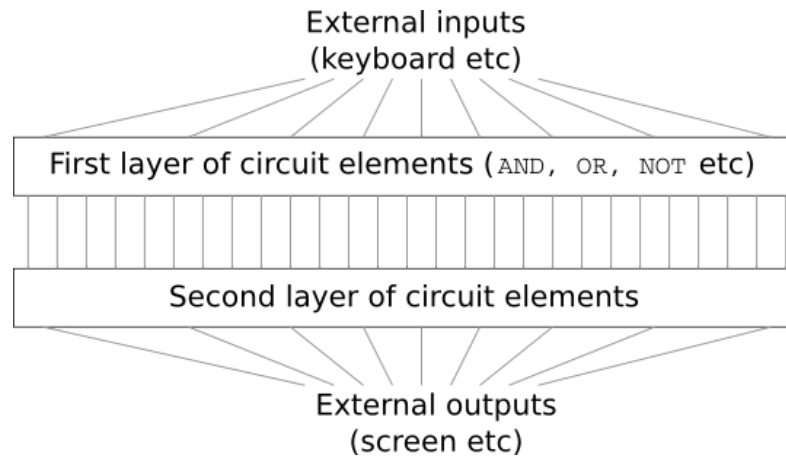 External inputs
(keyboard etc)
First layer of circuit elements (AND, OR, NOT etc)
Second layer of circuit elements
External outputs
(screen etc)